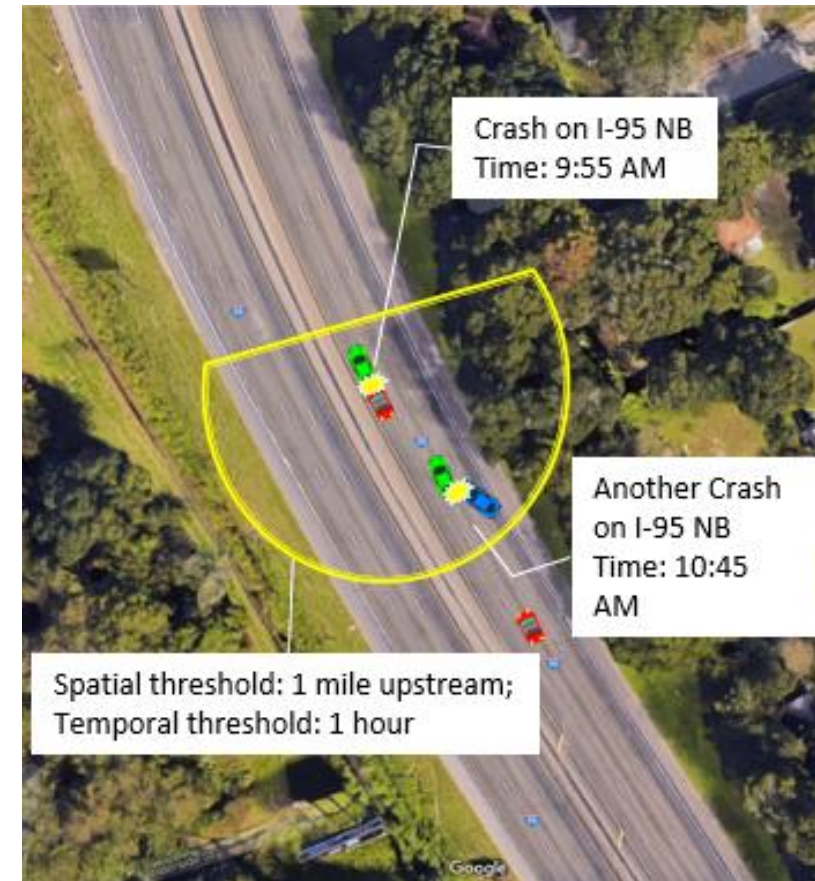 Crash on I-95 NB
Time: 9:55 AM
Another Crash
on I-95 NB
Time: 10:45
AM
Spatial threshold: 1 mile upstream;
Temporal threshold: 1 hour
Google